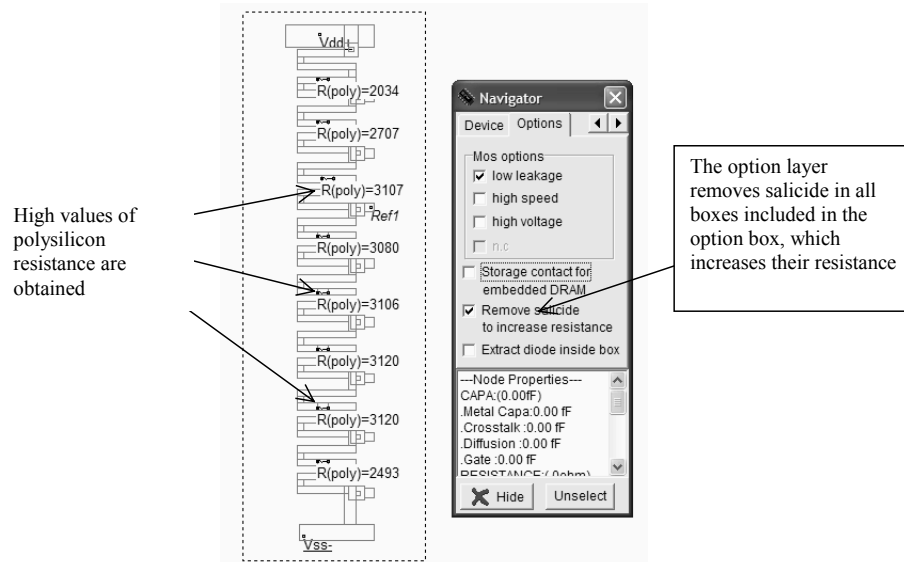 Vdd+
R(poly)=2034
R(poly)=2707
R(poly)=3107
Ref1
R(poly)=3080
R(poly)=3106
R(poly)=3120
R(poly)=3120
R(poly)=2493
Vss-
High values of
polysilicon
resistance are
obtained
Navigator
Device
Options
Mos options
low leakage
high speed
high voltage
n.c
Storage contact for
embedded DRAM
Remove salicide
to increase resistance
Extract diode inside box
---Node Properties---
CAPA:(0.00fF)
.Metal Capa:0.00 fF
.Crosstalk :0.00 fF
.Diffusion :0.00 fF
.Gate :0.00 fF
RESISTANCE:( 0ohm)
Hide
Unselect
The option layer
removes salicide in all
boxes included in the
option box, which
increases their resistance